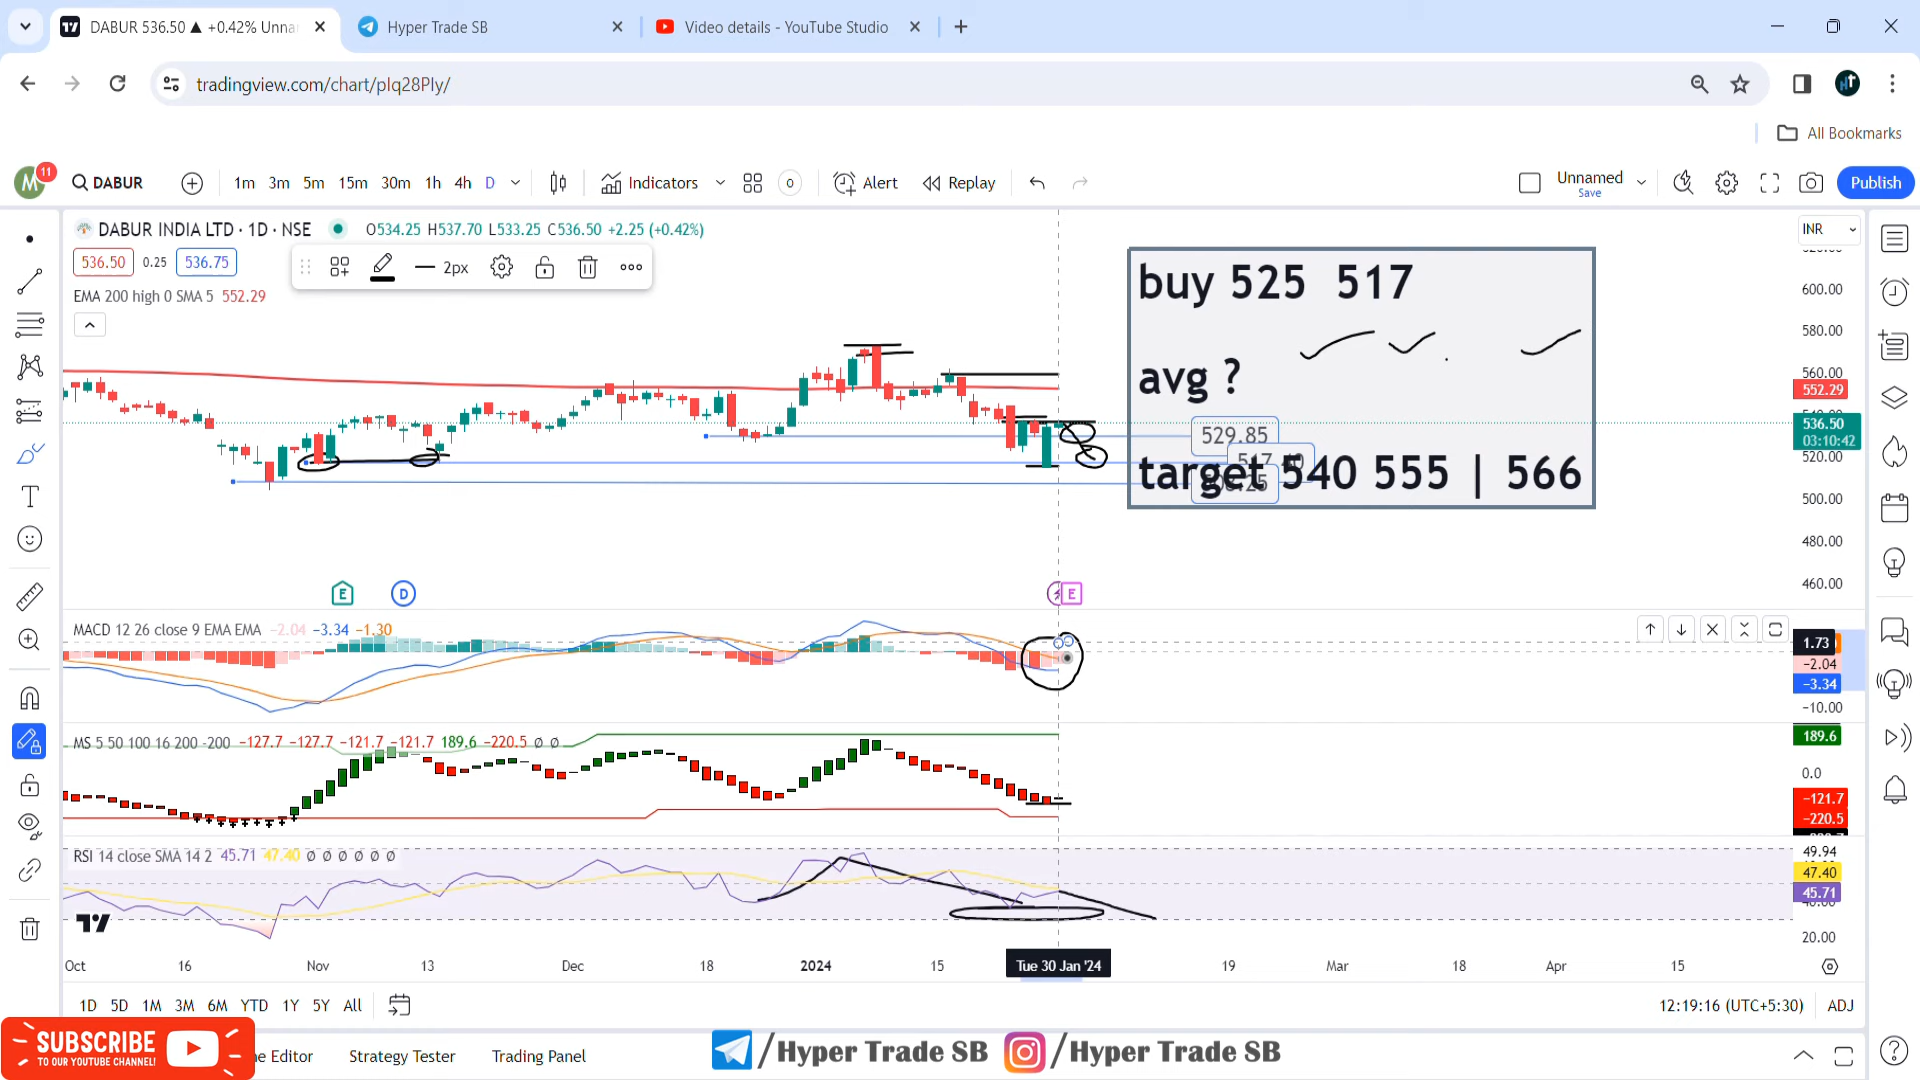 DABUR 536.50 ▲ +0.42% Unna
Hyper Trade SB
Video details - YouTube Studio
tradingview.com/chart/plq28Ply/
All Bookmarks
M 11
DABUR
1m 3m 5m 15m 30m 1h 4h D
Indicators
0
Alert
Replay
Unnamed
Save
Publish
DABUR INDIA LTD · 1D · NSE O534.25 H537.70 L533.25 C536.50 +2.25 (+0.42%)
INR
536.50 0.25 536.75
2px
EMA 200 high 0 SMA 5 552.29
buy 525 517
avg ?
target 540 555 | 566
529.85
600.00
580.00
560.00
552.29
536.50
03:10:42
520.00
500.00
480.00
460.00
E D E
MACD 12 26 close 9 EMA EMA −2.04 −3.34 −1.30
1.73
−2.04
−3.34
−10.00
MS 5 50 100 16 200 -200 −127.7 −127.7 −121.7 −121.7 189.6 −220.5 ∅ ∅
189.6
0.0
−121.7
−220.5
RSI 14 close SMA 14 2 45.71 47.40 ∅ ∅ ∅ ∅ ∅ ∅
49.94
47.40
45.71
20.00
Oct 16 Nov 13 Dec 18 2024 15 Tue 30 Jan '24 19 Mar 18 Apr 15
1D 5D 1M 3M 6M YTD 1Y 5Y All
12:19:16 (UTC+5:30) ADJ
SUBSCRIBE
TO OUR YOUTUBE CHANNEL!
ne Editor
Strategy Tester
Trading Panel
/Hyper Trade SB
/Hyper Trade SB